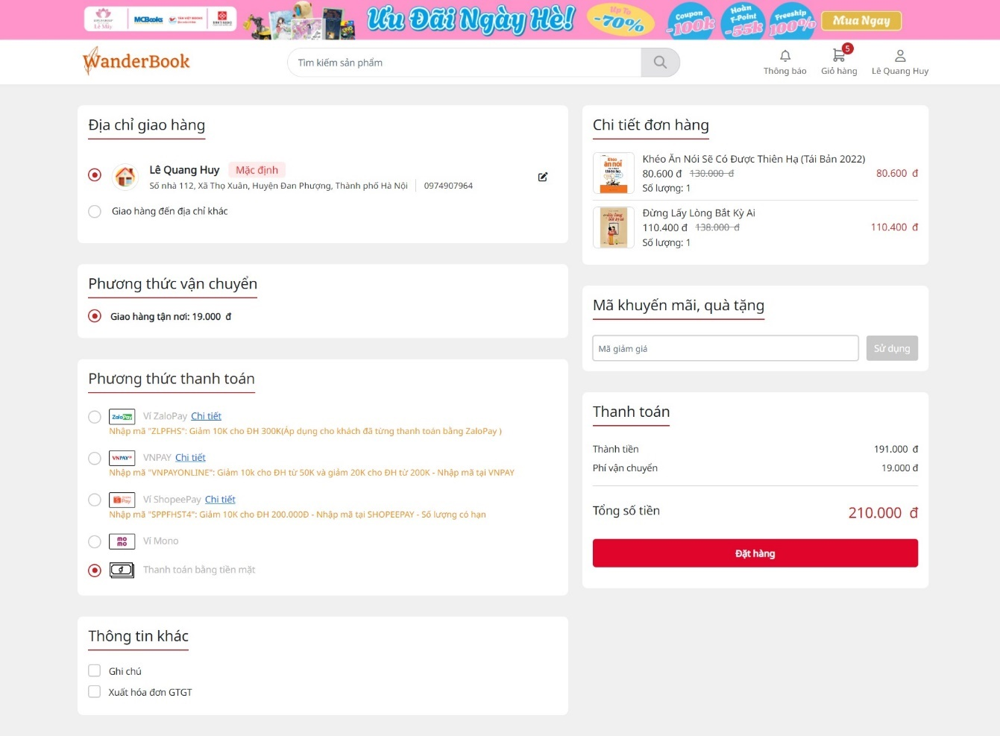 MCBooks
Ưu Đãi Ngày Hè!
Up To
-70%
Coupon
-100k
Hoàn
F-Point
-55k
Freeship
100%
Mua Ngay
WanderBook
Tìm kiếm sản phẩm
Thông báo
5
Giỏ hàng
Lê Quang Huy
Địa chỉ giao hàng
Lê Quang Huy Mặc định
Số nhà 112, Xã Thọ Xuân, Huyện Đan Phượng, Thành phố Hà Nội 0974907964
Giao hàng đến địa chỉ khác
Phương thức vận chuyển
Giao hàng tận nơi: 19.000 đ
Phương thức thanh toán
ZaloPay Ví ZaloPay Chi tiết
Nhập mã "ZLPFHS": Giảm 10K cho ĐH 300K(Áp dụng cho khách đã từng thanh toán bằng ZaloPay )
VNPAY VNPAY Chi tiết
Nhập mã "VNPAYONLINE": Giảm 10k cho ĐH từ 50K và giảm 20K cho ĐH từ 200K - Nhập mã tại VNPAY
Pay Ví ShopeePay Chi tiết
Nhập mã "SPPFHST4": Giảm 10K cho ĐH 200.000Đ - Nhập mã tại SHOPEEPAY - Số lượng có hạn
mo
mo Ví Mono
đ Thanh toán bằng tiền mặt
Thông tin khác
Ghi chú
Xuất hóa đơn GTGT
Chi tiết đơn hàng
Khéo Ăn Nói Sẽ Có Được Thiên Hạ (Tái Bản 2022)
80.600 đ 130.000 đ 80.600 đ
Số lượng: 1
Đừng Lấy Lòng Bất Kỳ Ai
110.400 đ 138.000 đ 110.400 đ
Số lượng: 1
Mã khuyến mãi, quà tặng
Mã giảm giá Sử dụng
Thanh toán
Thành tiền 191.000 đ
Phí vận chuyển 19.000 đ
Tổng số tiền 210.000 đ
Đặt hàng